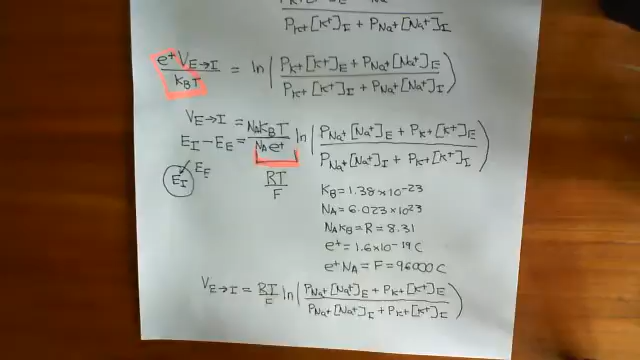 P_K+[K+]_I + P_Na+[Na+]_I
e+ V_E→I / K_B T = ln( P_K+[K+]_E + P_Na+[Na+]_E / P_K+[K+]_I + P_Na+[Na+]_I )
V_E→I = N_A K_B T / N_A e+ ln( P_Na+[Na+]_E + P_K+[K+]_E / P_Na+[Na+]_I + P_K+[K+]_I )
E_I - E_E
E_I E_E
RT / F
K_B = 1.38×10^-23
N_A = 6.023×10^23
N_A K_B = R = 8.31
e+ = 1.6×10^-19 C
e+ N_A = F = 96000 C
V_E→I = RT / F ln( P_Na+[Na+]_E + P_K+[K+]_E / P_Na+[Na+]_I + P_K+[K+]_I )